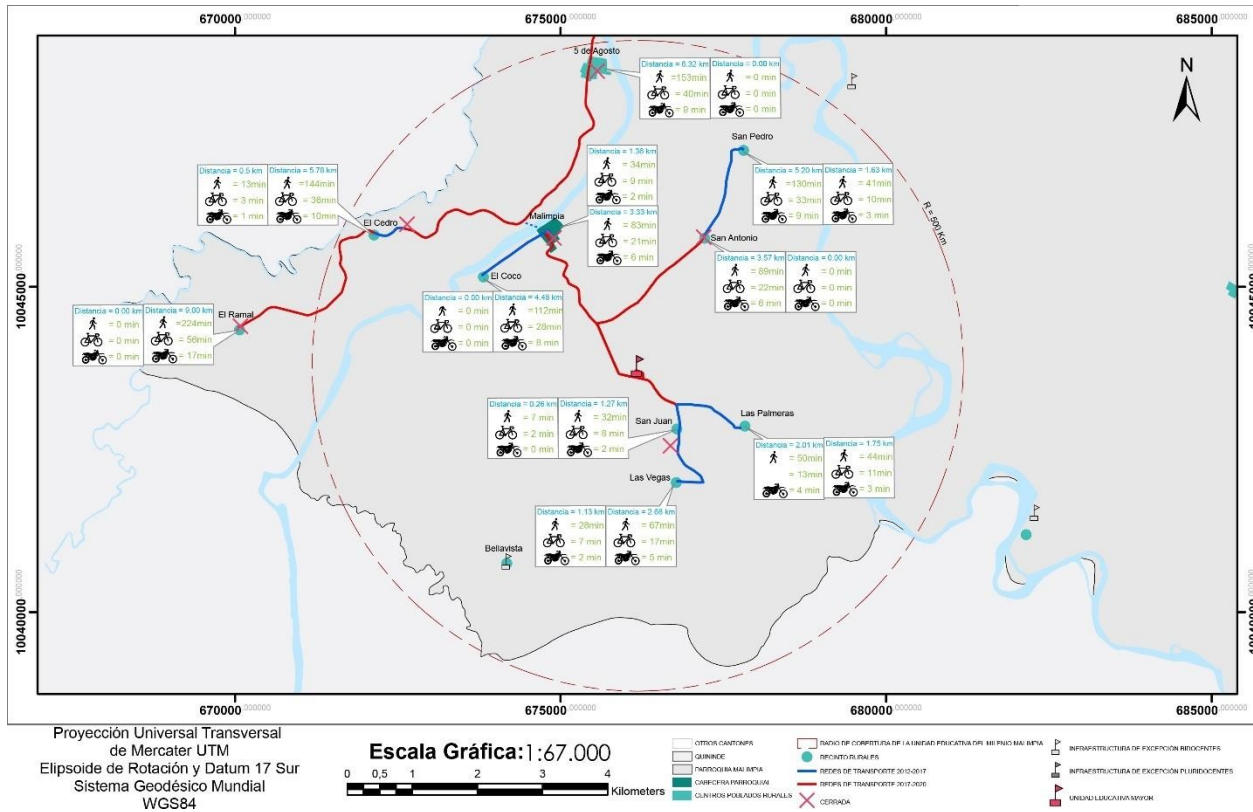 670000.000000
675000.000000
680000.000000
685000.000000
N
5 de Agosto
Distancia = 6.32 km
=153min
= 40min
= 9 min
Distancia = 0.00 km
= 0 min
= 0 min
= 0 min
San Pedro
Distancia = 5.20 km
=130min
= 33min
= 9 min
Distancia = 1.63 km
= 41min
= 10min
= 3 min
R = 500 Km
Distancia = 1.38 km
= 34min
= 9 min
= 2 min
Malimpia
Distancia = 3.33 km
= 83min
= 21min
= 6 min
Distancia = 0.5 km
= 13min
= 3 min
= 1 min
Distancia = 5.78 km
=144min
= 36min
= 10min
El Cedro
San Antonio
Distancia = 3.57 km
= 89min
= 22min
= 6 min
Distancia = 0.00 km
= 0 min
= 0 min
= 0 min
El Coco
Distancia = 0.00 km
= 0 min
= 0 min
= 0 min
Distancia = 4.48 km
=112min
= 28min
= 8 min
El Ramal
Distancia = 0.00 km
= 0 min
= 0 min
= 0 min
Distancia = 9.00 km
=224min
= 56min
= 17min
10045000.000000
10045000.000000
Distancia = 0.26 km
= 7 min
= 2 min
= 0 min
Distancia = 1.27 km
= 32min
= 8 min
= 2 min
San Juan
Las Palmeras
Distancia = 2.01 km
= 50min
= 13min
= 4 min
Distancia = 1.75 km
= 44min
= 11min
= 3 min
Las Vegas
Distancia = 1.13 km
= 28min
= 7 min
= 2 min
Distancia = 2.68 km
= 67min
= 17min
= 5 min
Bellavista
10040000.000000
10040000.000000
670000.000000
675000.000000
680000.000000
685000.000000
Proyección Universal Transversal
de Mercater UTM
Elipsoide de Rotación y Datum 17 Sur
Sistema Geodésico Mundial
WGS84
Escala Gráfica:1:67.000
0 0,5 1 2 3 4
Kilometers
OTROS CANTONES
QUININDE
PARROQUIA MALIMPIA
CABECERA PARROQUIAL
CENTROS POBLADOS RURALES
RADIO DE COBERTURA DE LA UNIDAD EDUCATIVA DEL MILENIO MALIMPIA
RECINTO RURALES
REDES DE TRANSPORTE 2012-2017
REDES DE TRANSPORTE 2017-2020
CERRADA
INFRAESTRUCTURA DE EXCEPCIÓN BIDOCENTES
INFRAESTRUCTURA DE EXCEPCIÓN PLURIDOCENTES
UNIDAD EDUCATIVA MAYOR